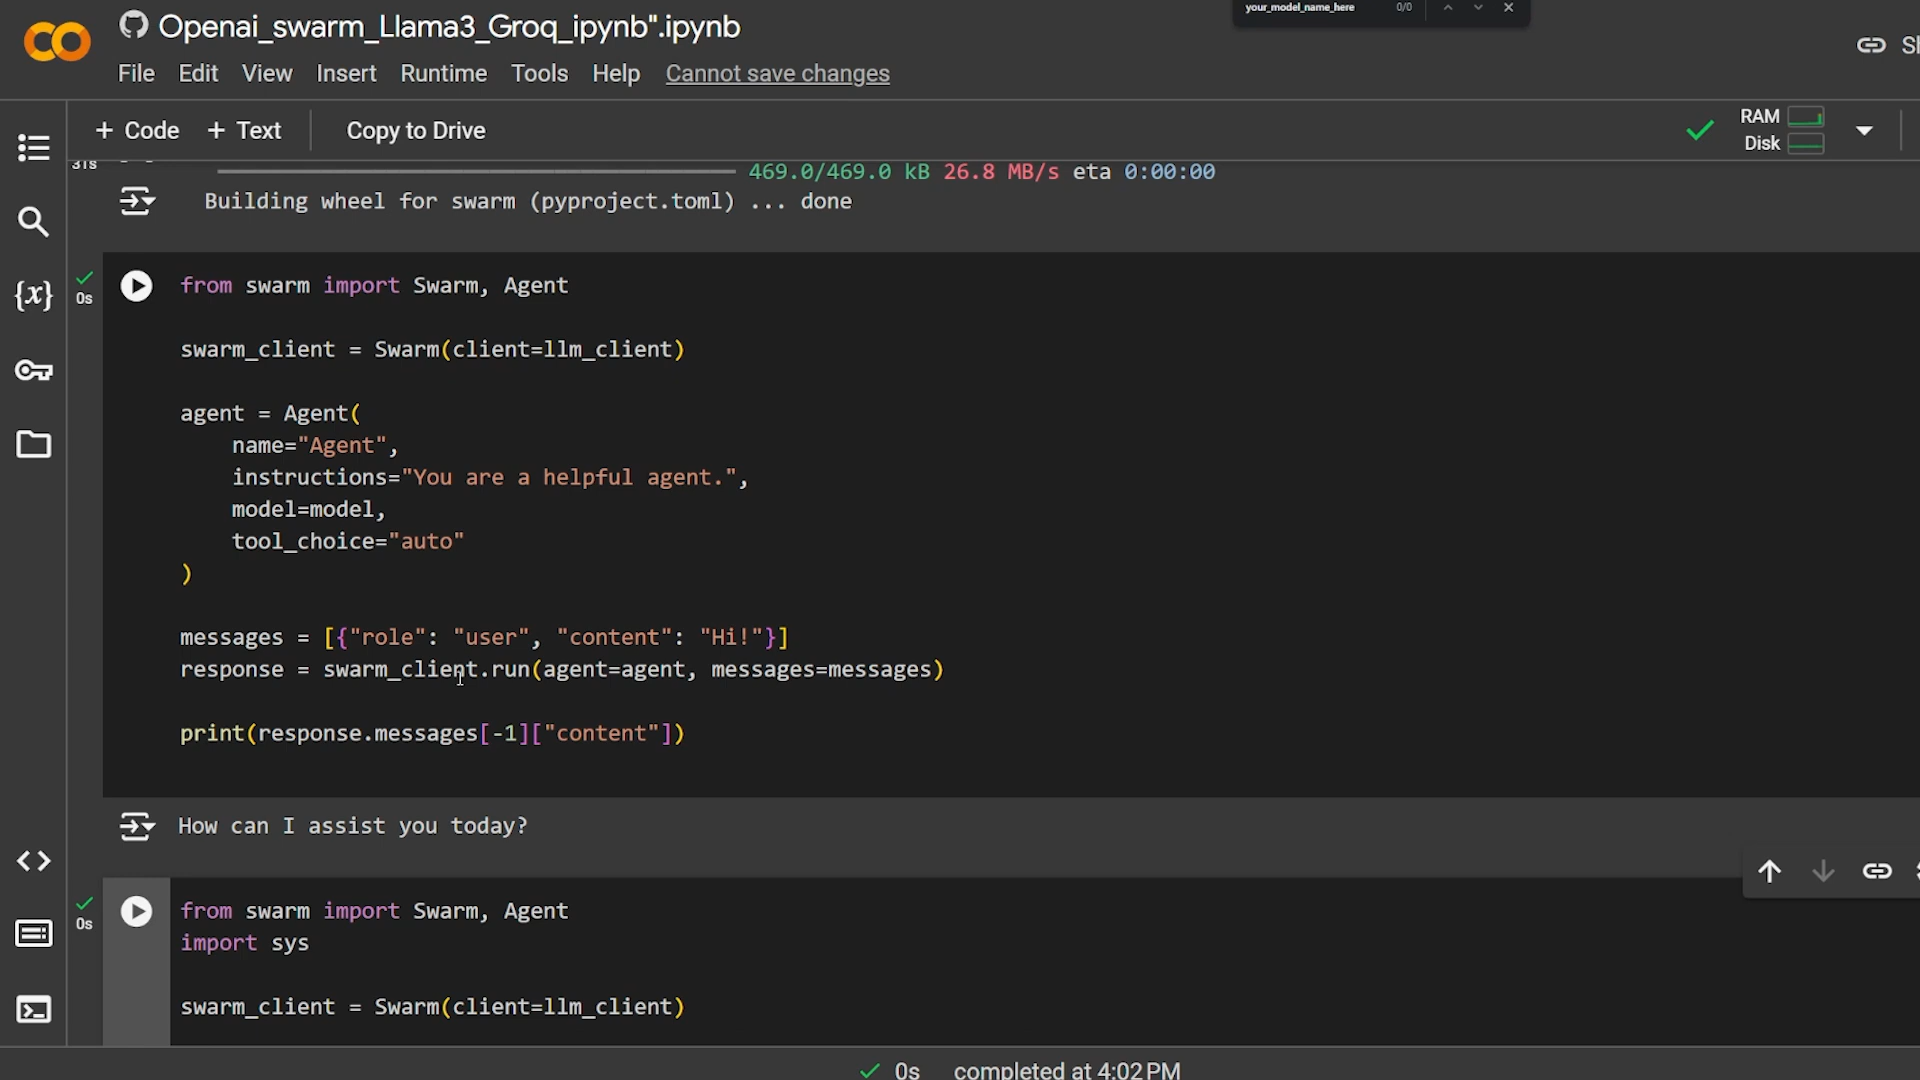 your_model_name_here 0/0
Openai_swarm_Llama3_Groq_ipynb".ipynb
File Edit View Insert Runtime Tools Help Cannot save changes
+ Code + Text Copy to Drive
RAM
Disk
31s
469.0/469.0 kB 26.8 MB/s eta 0:00:00
Building wheel for swarm (pyproject.toml) ... done
0s
from swarm import Swarm, Agent
swarm_client = Swarm(client=llm_client)
agent = Agent(
name="Agent",
instructions="You are a helpful agent.",
model=model,
tool_choice="auto"
)
messages = [{"role": "user", "content": "Hi!"}]
response = swarm_client.run(agent=agent, messages=messages)
print(response.messages[-1]["content"])
How can I assist you today?
0s
from swarm import Swarm, Agent
import sys
swarm_client = Swarm(client=llm_client)
0s completed at 4:02 PM